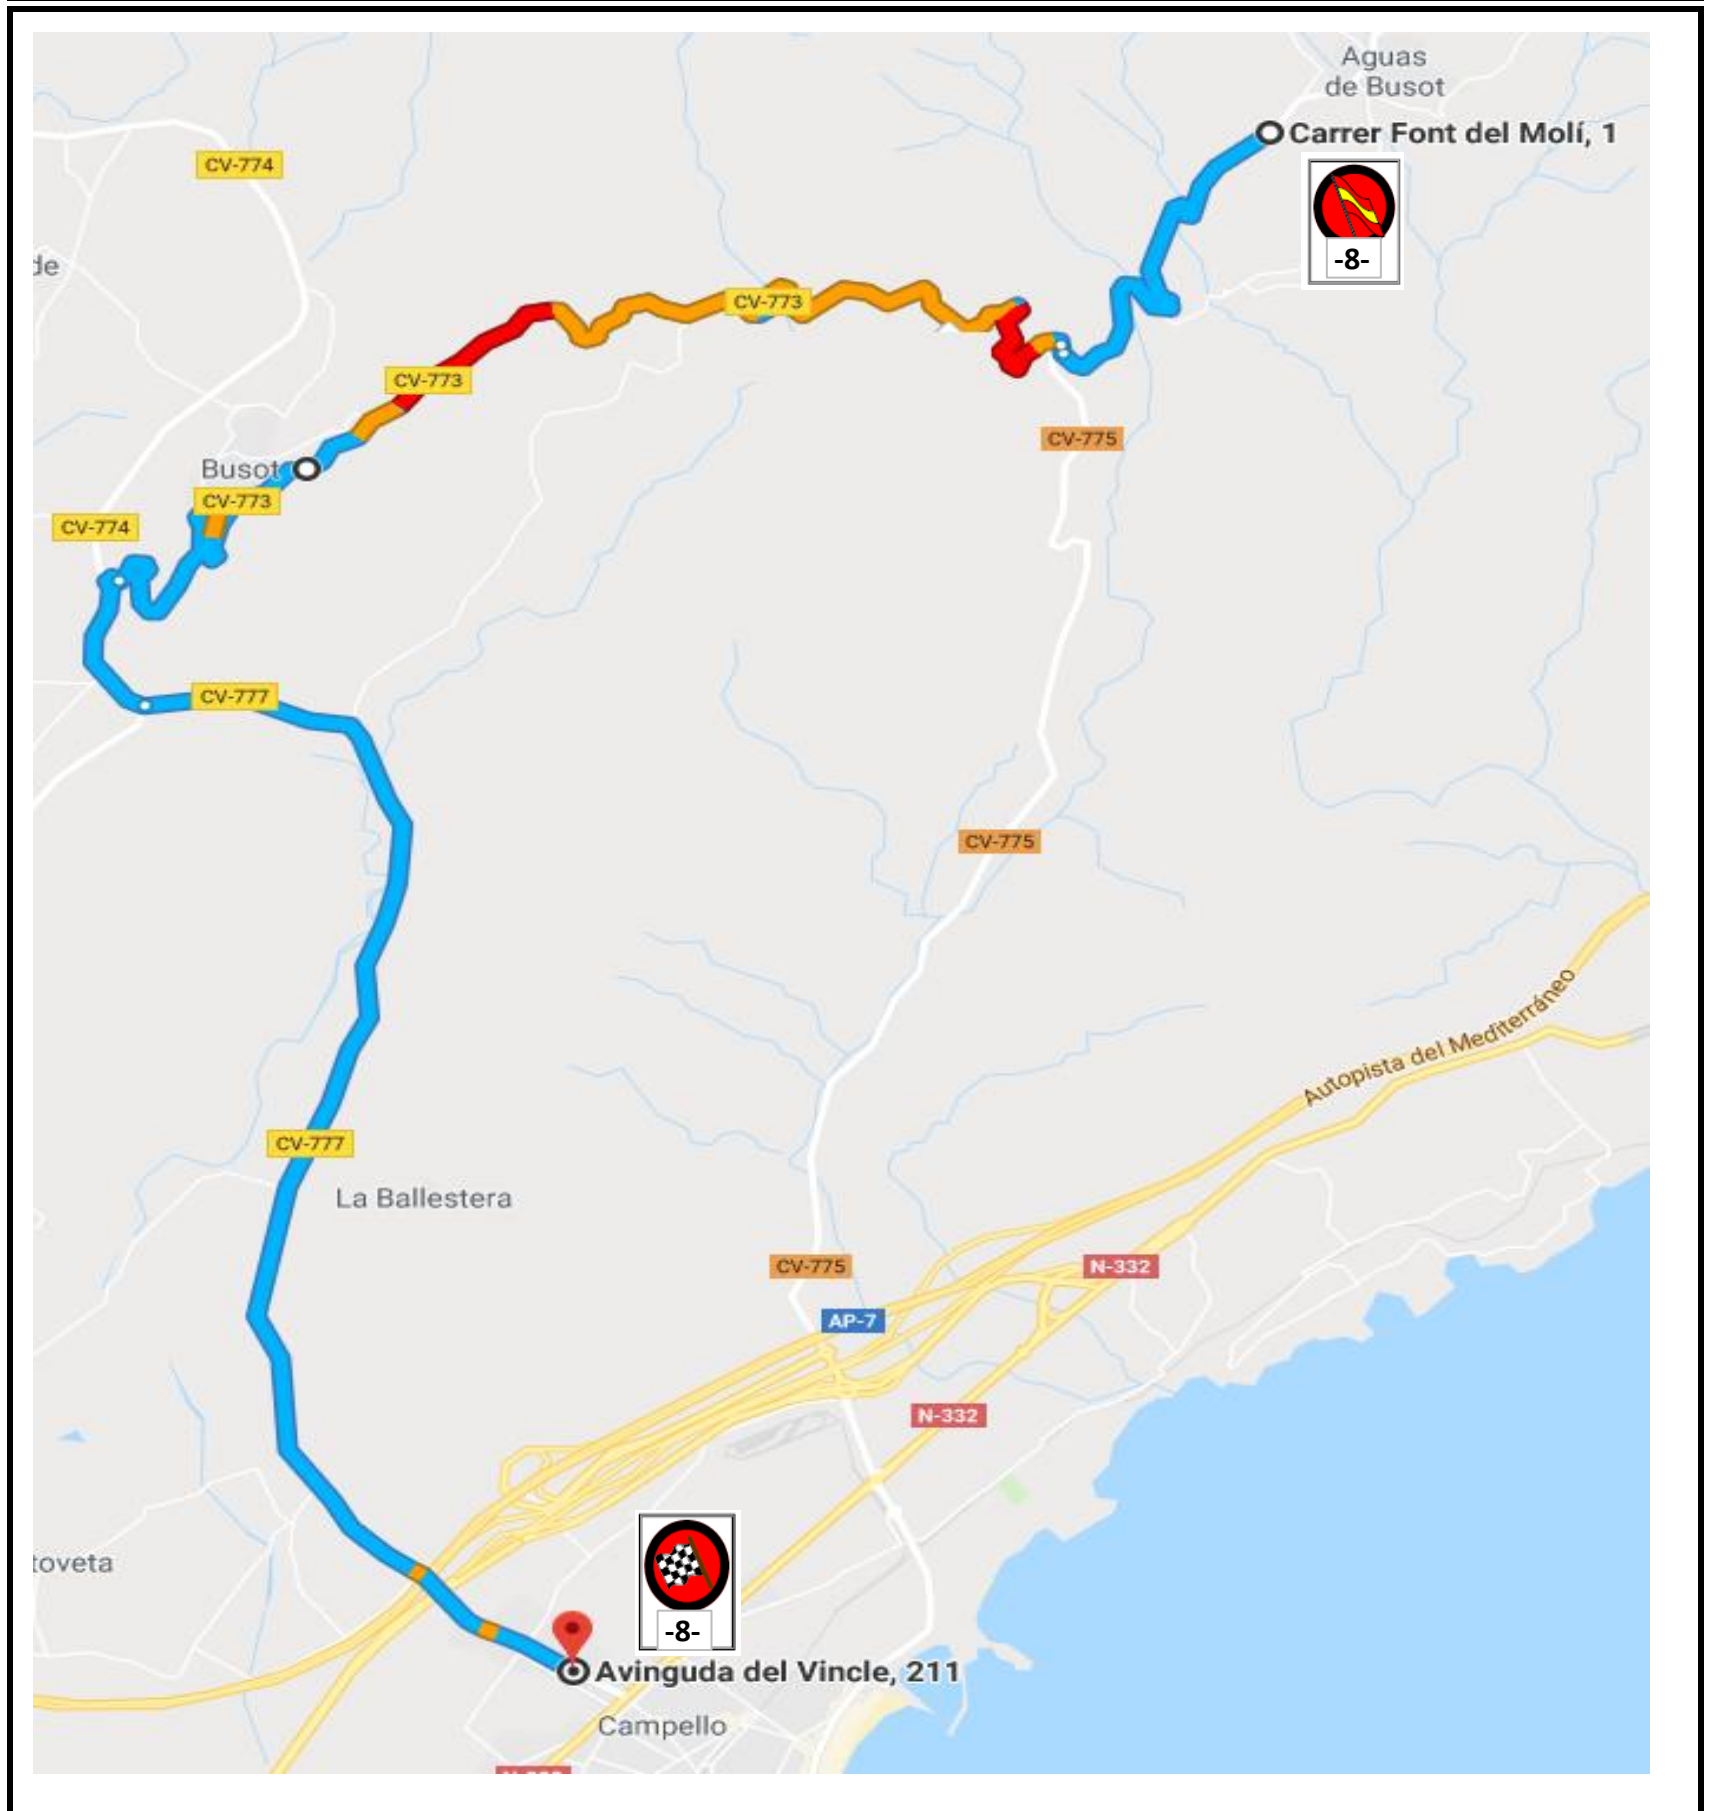 Aguas
de Busot
Carrer Font del Molí, 1
CV-774
-8-
de
CV-773
CV-773
CV-775
Busot
CV-773
CV-774
CV-777
CV-775
Autopista del Mediterráneo
CV-777
La Ballestera
CV-775
N-332
AP-7
N-332
toveta
-8-
Avinguda del Vincle, 211
Campello